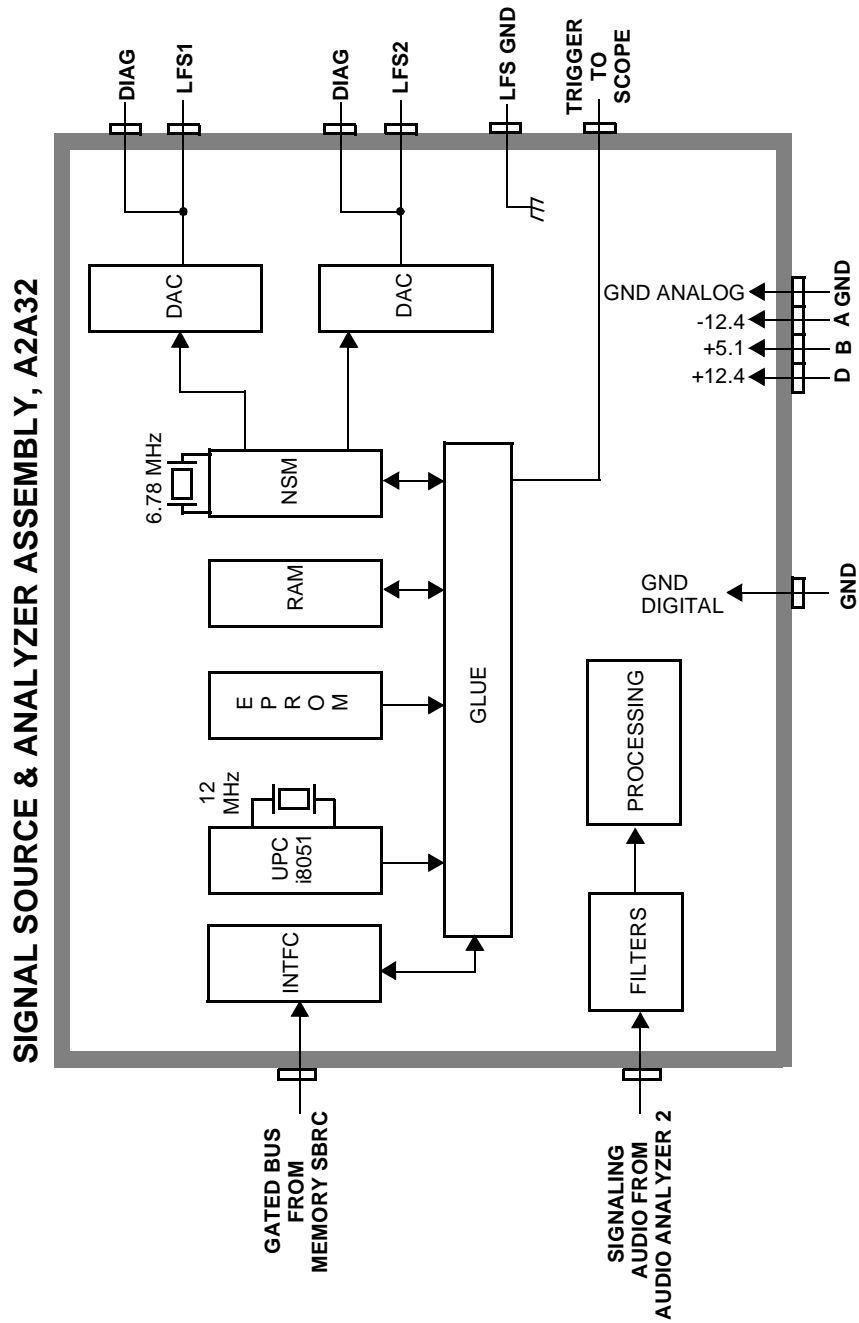 SIGNAL SOURCE & ANALYZER ASSEMBLY, A2A32
DIAG
LFS1
DIAG
LFS2
LFS GND
TRIGGER
TO
SCOPE
DAC
DAC
6.78 MHz
NSM
RAM
E
P
R
O
M
12
MHz
UPC
i8051
INTFC
GLUE
GATED BUS
FROM
MEMORY SBRC
SIGNALING
AUDIO FROM
AUDIO ANALYZER 2
FILTERS
PROCESSING
GND
DIGITAL
GND
GND ANALOG
-12.4
+5.1
+12.4
GND
A
B
D